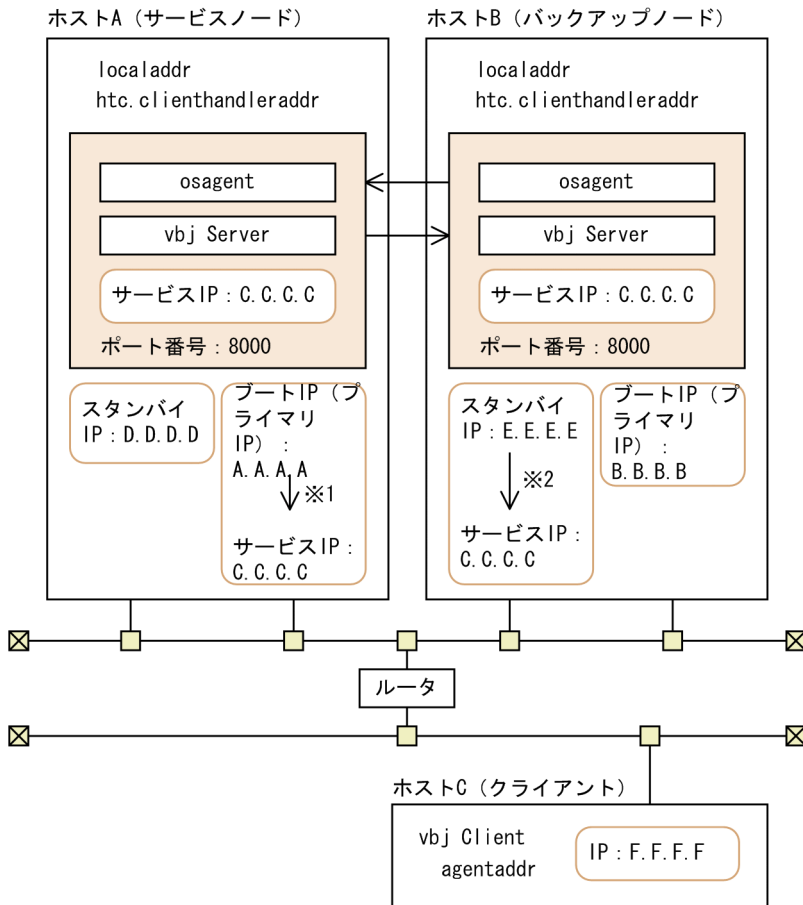 ホストA（サービスノード）
localaddr
htc.clienthandleraddr
osagent
vbj Server
サービスIP：C.C.C.C
ポート番号：8000
スタンバイ
IP：D.D.D.D
ブートIP（プ
ライマリ
IP）：
A.A.A.A
※1
サービスIP：
C.C.C.C
ホストB（バックアップノード）
localaddr
htc.clienthandleraddr
osagent
vbj Server
サービスIP：C.C.C.C
ポート番号：8000
スタンバイ
IP：E.E.E.E
※2
サービスIP：
C.C.C.C
ブートIP（プ
ライマリ
IP）：
B.B.B.B
ルータ
ホストC（クライアント）
vbj Client
agentaddr
IP：F.F.F.F